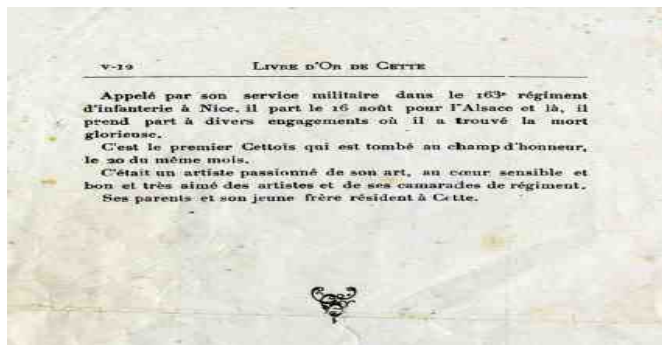 V-19 LIVRE D'OR DE CETTE
Appelé par son service militaire dans le 163e régiment
d'infanterie à Nice, il part le 16 août pour l'Alsace et là, il
prend part à divers engagements où il a trouvé la mort
glorieuse.
C'est le premier Cettois qui est tombé au champ d'honneur,
le 20 du même mois.
C'était un artiste passionné de son art, au cœur sensible et
bon et très aimé des artistes et de ses camarades de régiment.
Ses parents et son jeune frère résident à Cette.